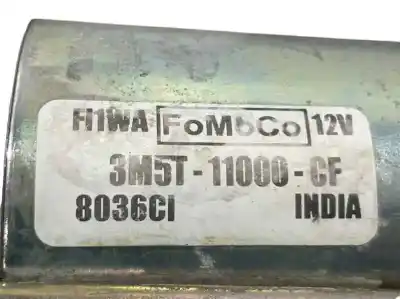 FI1WA FoMoCo 12V
3M5T-11000-CF
8036CI INDIA